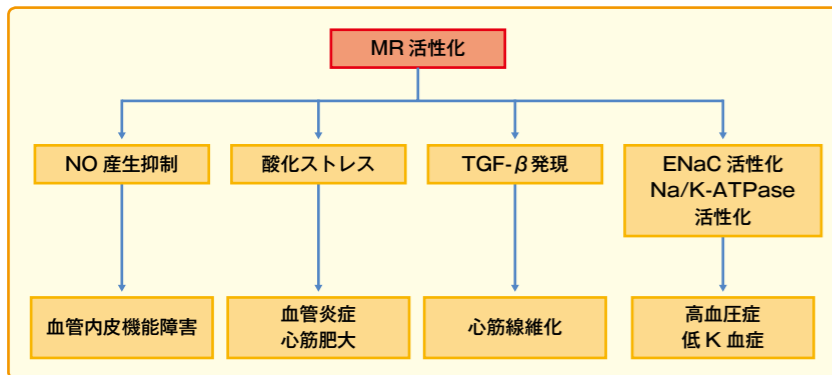 MR 活性化
NO 産生抑制
酸化ストレス
TGF-β発現
ENaC 活性化
Na/K-ATPase
活性化
血管内皮機能障害
血管炎症
心筋肥大
心筋線維化
高血圧症
低 K 血症